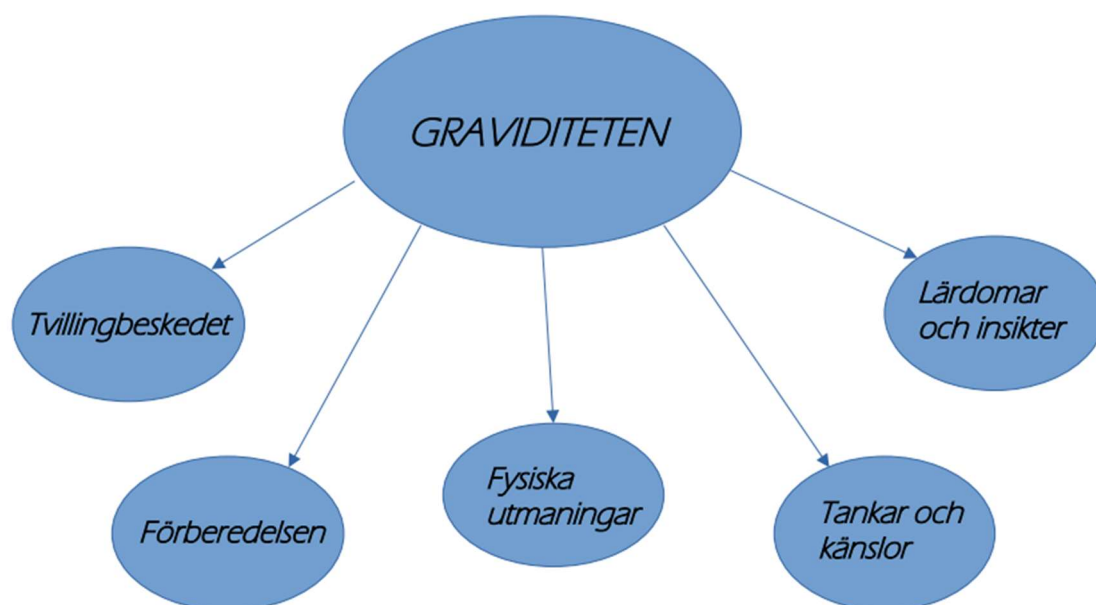 GRAVIDITETEN
Tvillingbeskedet
Lärdomar
och insikter
Förberedelsen
Fysiska
utmaningar
Tankar och
känslor